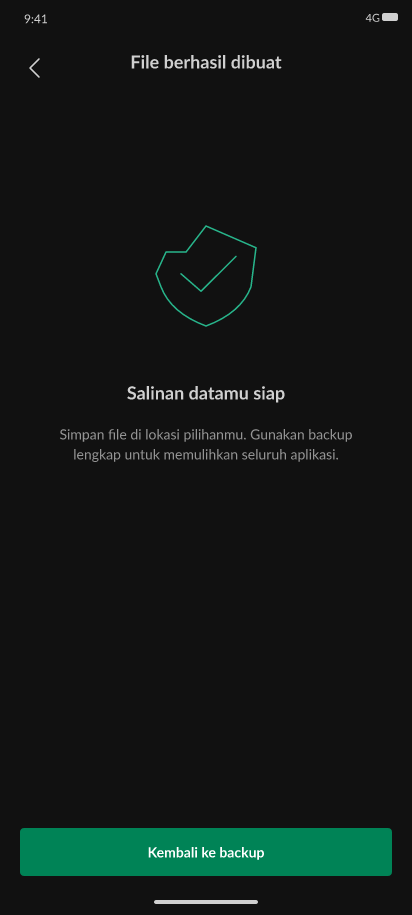 9:41
4G
File berhasil dibuat
Salinan datamu siap
Simpan file di lokasi pilihanmu. Gunakan backup
lengkap untuk memulihkan seluruh aplikasi.
Kembali ke backup